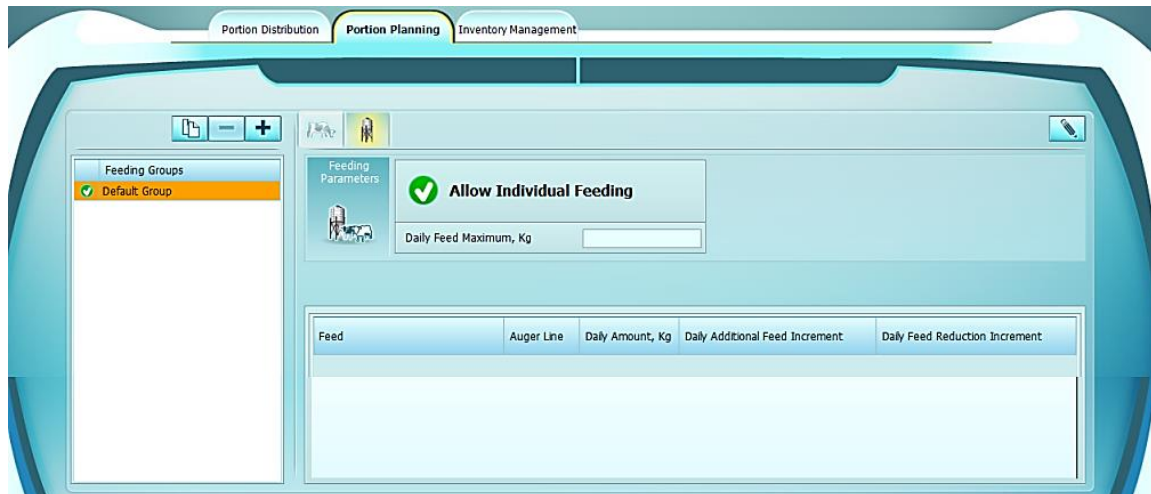 Portion Distribution
Portion Planning
Inventory Management
Feeding Groups
Default Group
Feeding
Parameters
Allow Individual Feeding
Daily Feed Maximum, Kg
Feed
Auger Line
Daily Amount, Kg
Daily Additional Feed Increment
Daily Feed Reduction Increment